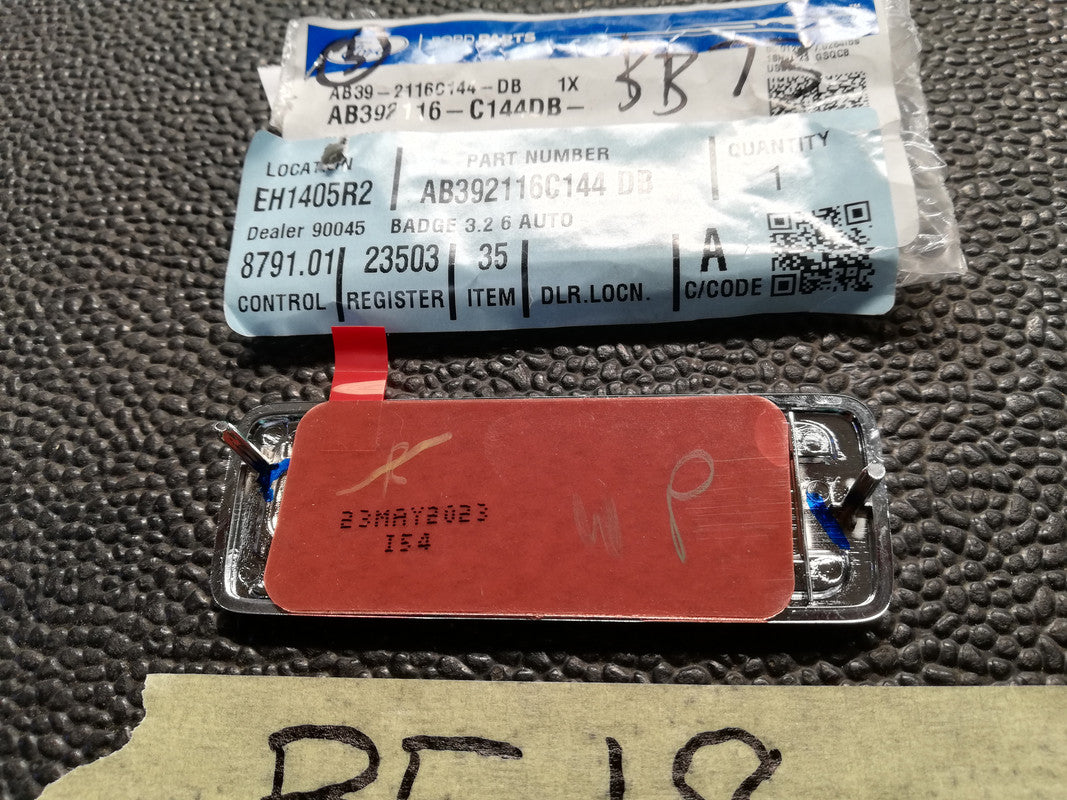 FORD PARTS
AB39-2116C144-DB 1X
AB392116-C144DB-
BB
LOCATION
PART NUMBER
QUANTITY
EH1405R2
AB392116C144 DB
1
Dealer 90045 BADGE 3.2 6 AUTO
8791.01 23503 35 A
CONTROL REGISTER ITEM DLR.LOCN. C/CODE
23MAY2023
I54
W P